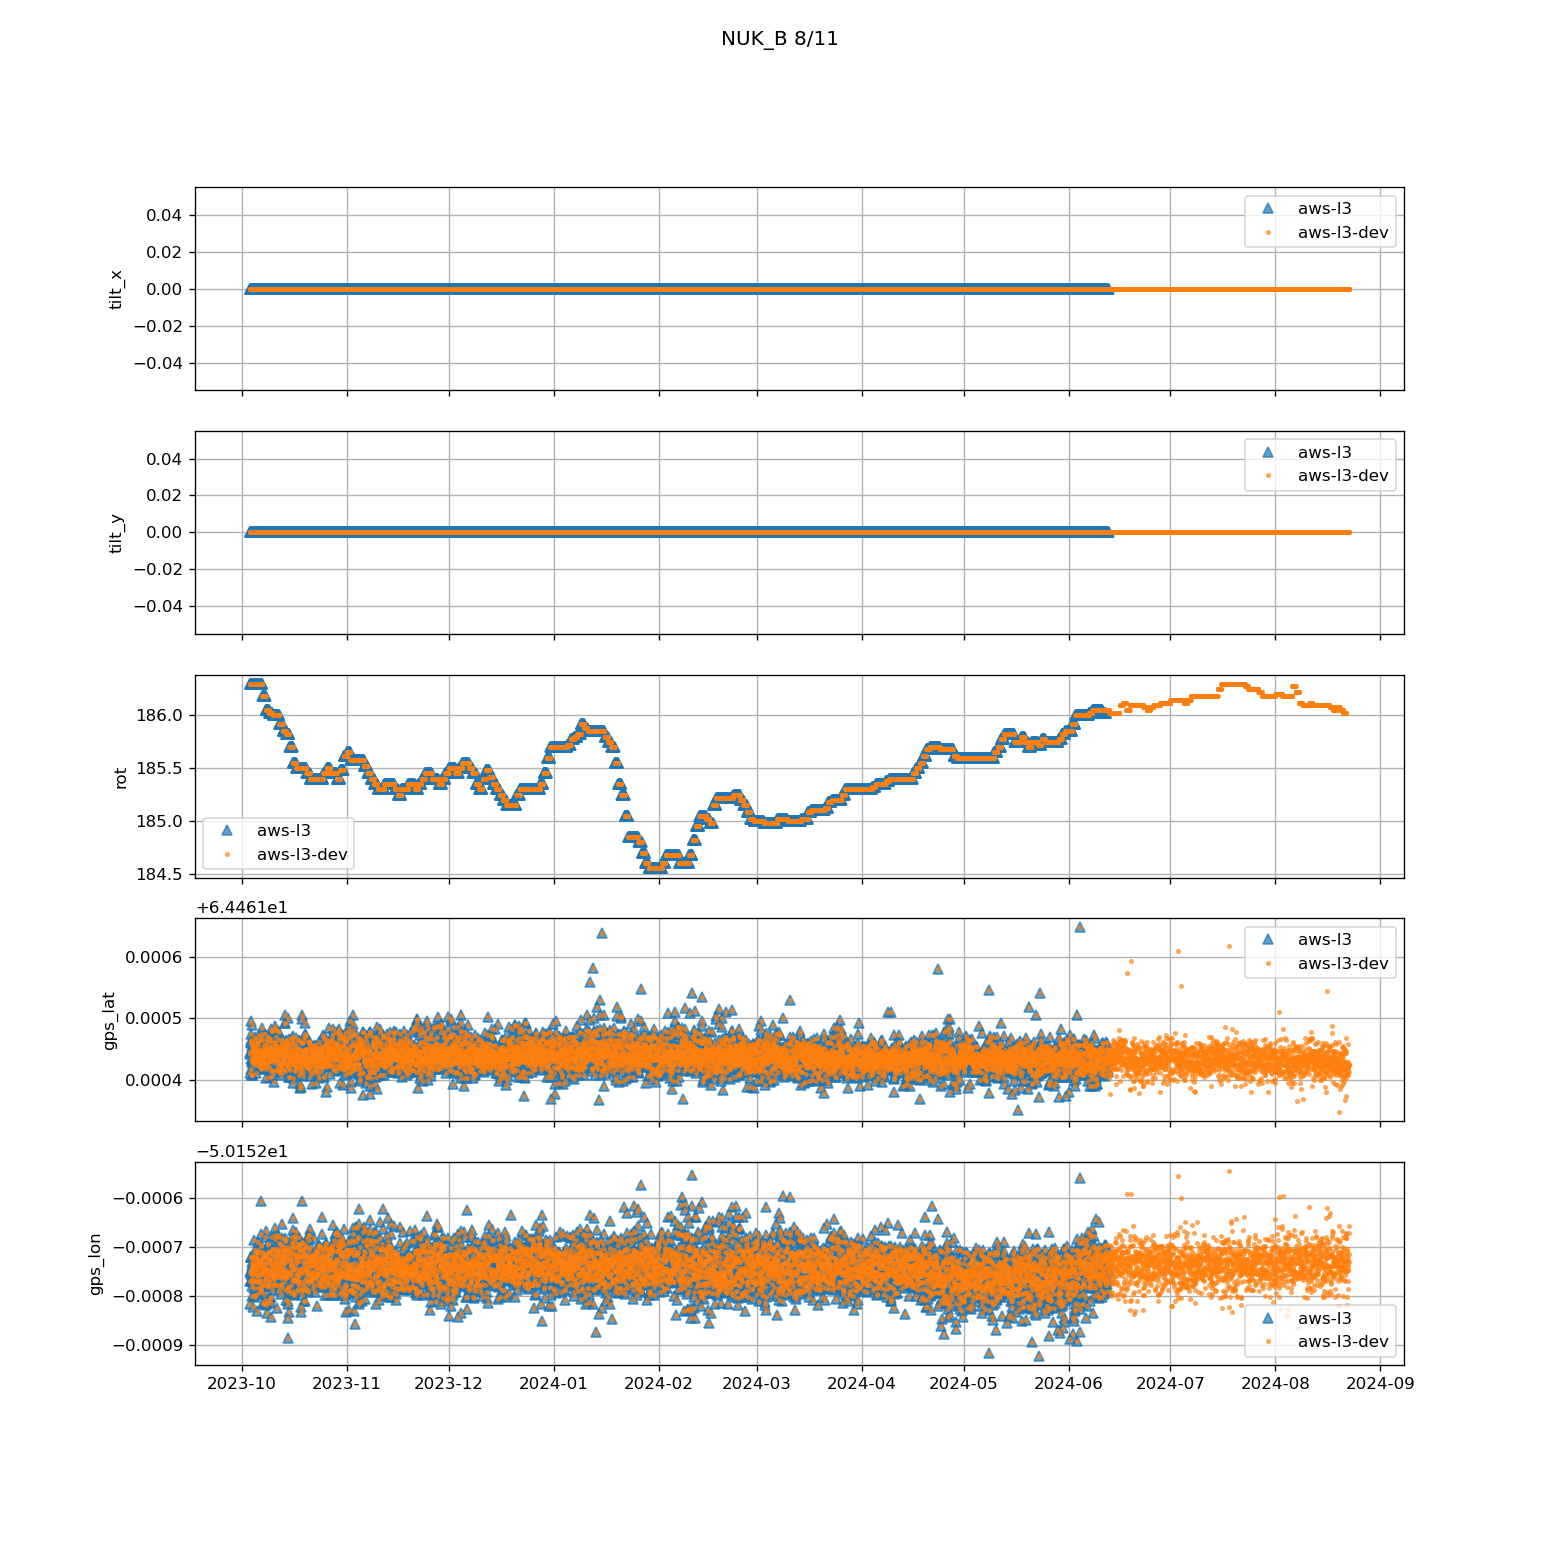 NUK_B 8/11
0.04
0.02
0.00
−0.02
−0.04
tilt_x
aws-l3
aws-l3-dev
0.04
0.02
0.00
−0.02
−0.04
tilt_y
aws-l3
aws-l3-dev
186.0
185.5
185.0
184.5
rot
aws-l3
aws-l3-dev
+6.4461e1
0.0006
0.0005
0.0004
gps_lat
aws-l3
aws-l3-dev
−5.0152e1
−0.0006
−0.0007
−0.0008
−0.0009
gps_lon
aws-l3
aws-l3-dev
2023-10 2023-11 2023-12 2024-01 2024-02 2024-03 2024-04 2024-05 2024-06 2024-07 2024-08 2024-09